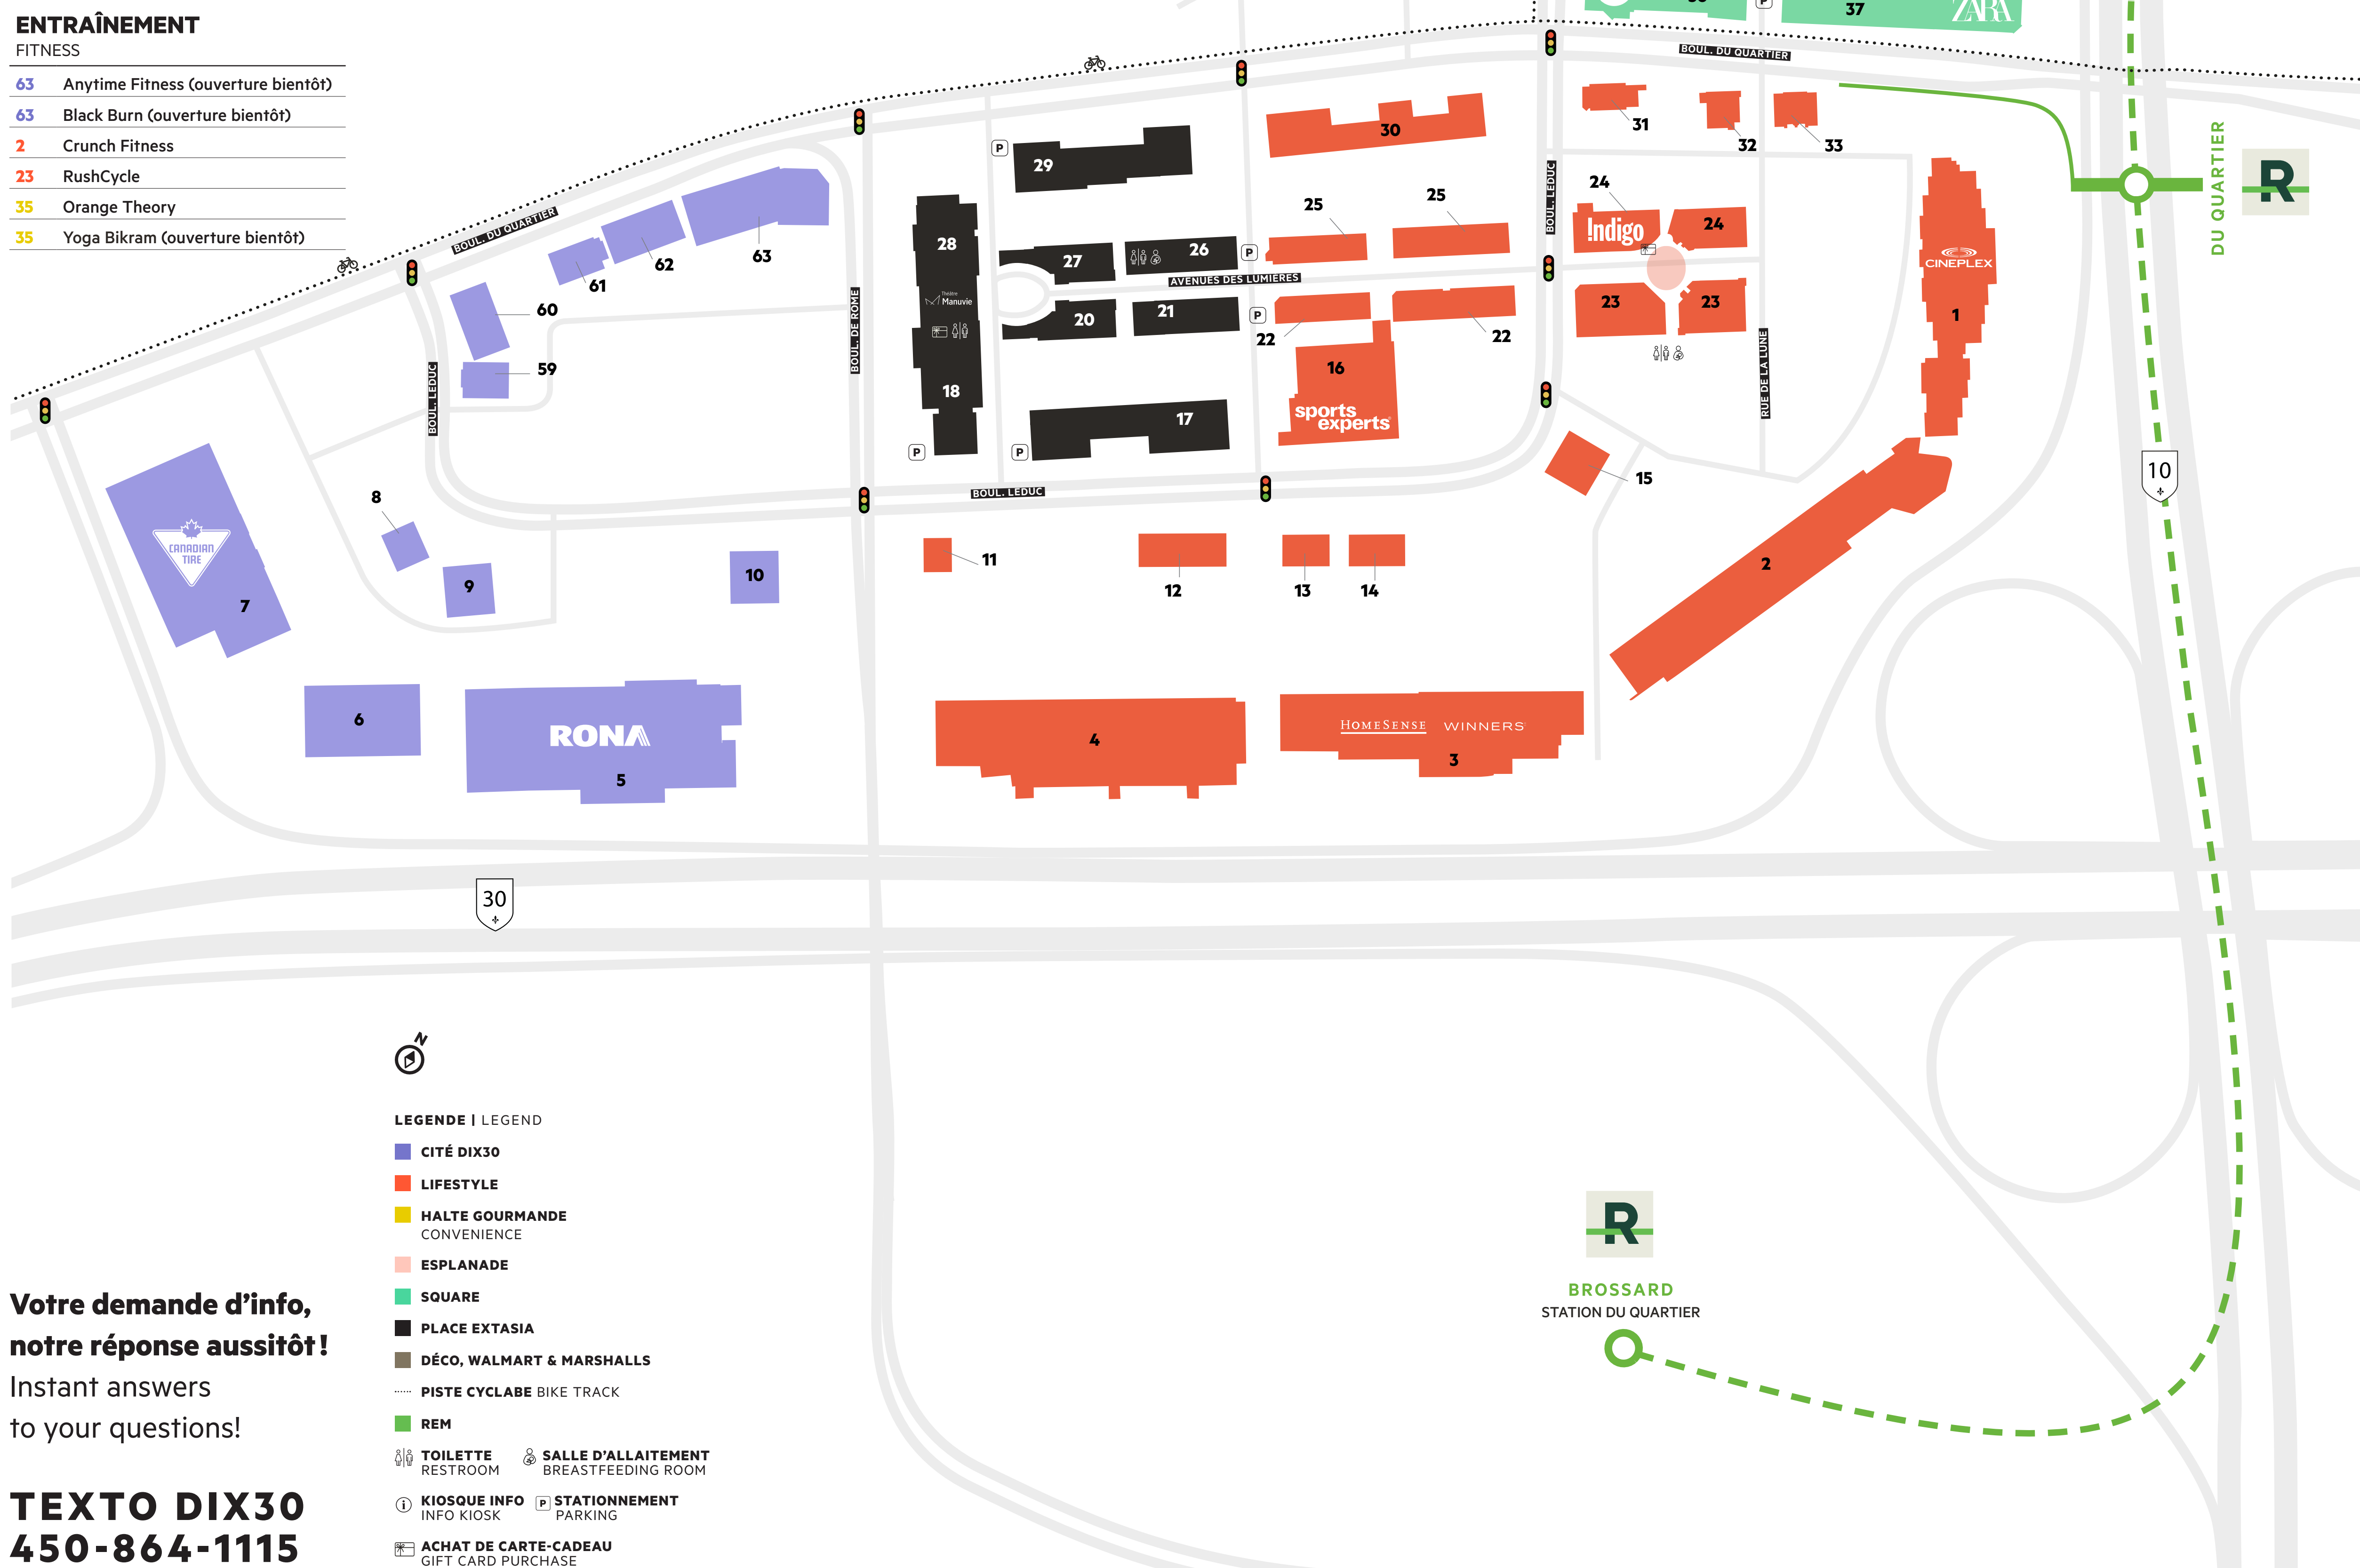 ENTRAÎNEMENT
FITNESS
63 Anytime Fitness (ouverture bientôt)
63 Black Burn (ouverture bientôt)
2 Crunch Fitness
23 RushCycle
35 Orange Theory
35 Yoga Bikram (ouverture bientôt)
37 ZARA
BOUL. DU QUARTIER
31
32
33
30
29
P
BOUL. DU QUARTIER
63
62
61
60
59
BOUL. LEDUC
BOUL. DE ROME
28
Théâtre
Manuvie
18
P
27
26
P
25
25
AVENUES DES LUMIERES
20
21
P
22
22
17
P
16
sports
experts
BOUL. LEDUC
24
!ndigo
24
23
23
RUE DE LA LUNE
CINEPLEX
1
DU QUARTIER
R
10
15
2
BOUL. LEDUC
CANADIAN
TIRE
7
8
9
10
11
12
13
14
6
RONA
5
4
HOMESENSE WINNERS
3
30
N
LEGENDE | LEGEND
CITÉ DIX30
LIFESTYLE
HALTE GOURMANDE
CONVENIENCE
ESPLANADE
SQUARE
PLACE EXTASIA
DÉCO, WALMART & MARSHALLS
PISTE CYCLABE BIKE TRACK
REM
TOILETTE
RESTROOM
SALLE D'ALLAITEMENT
BREASTFEEDING ROOM
KIOSQUE INFO
INFO KIOSK
P STATIONNEMENT
PARKING
ACHAT DE CARTE-CADEAU
GIFT CARD PURCHASE
Votre demande d'info,
notre réponse aussitôt !
Instant answers
to your questions!
TEXTO DIX30
450-864-1115
R
BROSSARD
STATION DU QUARTIER